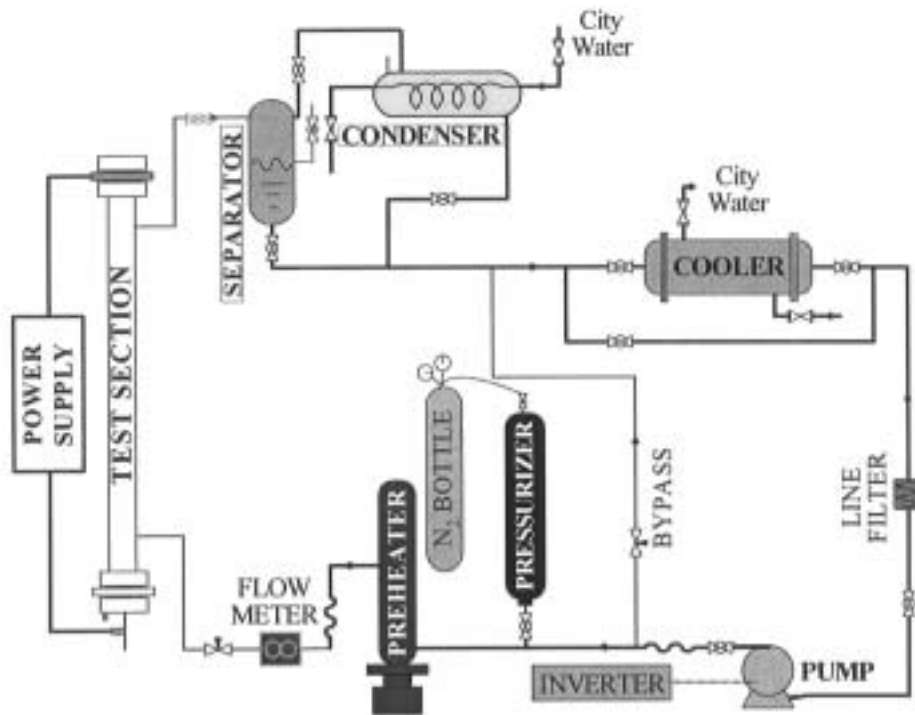 City
Water
CONDENSER
SEPARATOR
City
Water
COOLER
POWER
SUPPLY
TEST SECTION
N₂ BOTTLE
PRESSURIZER
BYPASS
LINE
FILTER
PREHEATER
FLOW
METER
INVERTER
PUMP